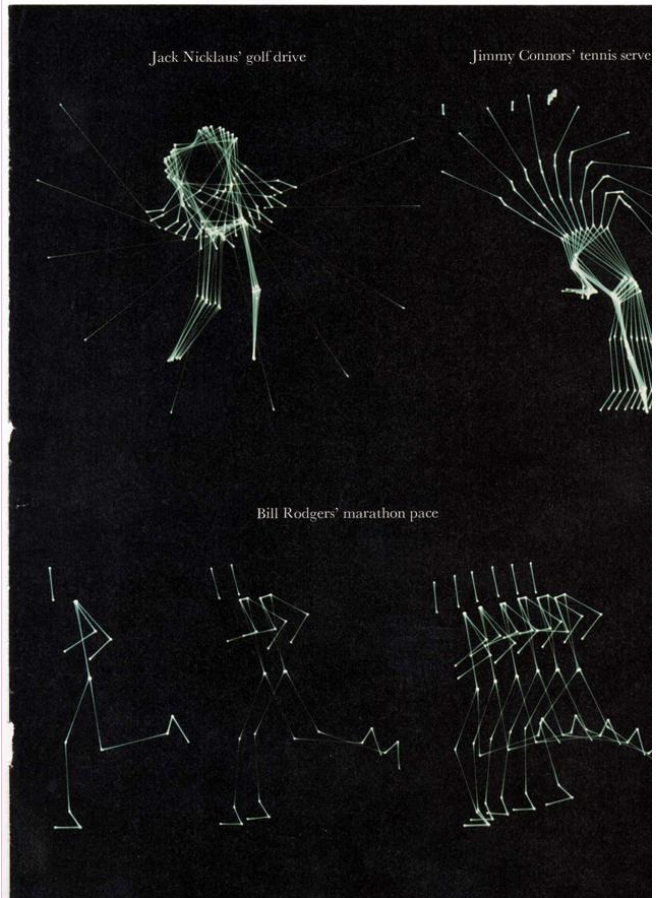 Jack Nicklaus’ golf drive
Jimmy Connors’ tennis serve
Bill Rodgers’ marathon pace